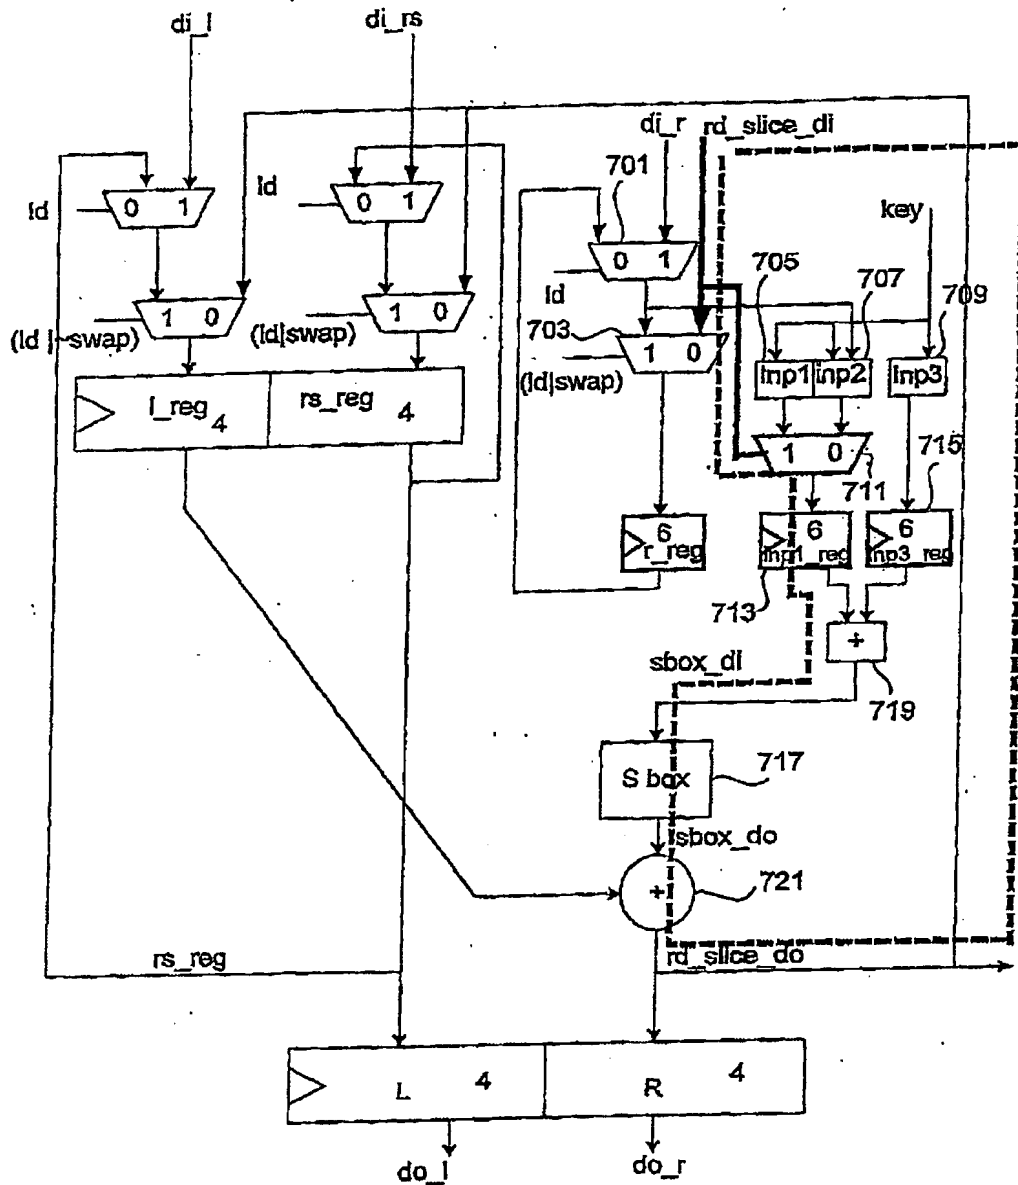 di_l
di_rs
di_r
rd_slice_di
701
key
ld
0 1
ld
0 1
705
707
709
0 1
ld
1 0
(ld |~swap)
1 0
(ld|swap)
703
1 0
(ld|swap)
inp1
inp2
inp3
l_reg 4
rs_reg 4
1 0
711
715
6
r_reg
6
inp1_reg
6
inp3_reg
713
+
sbox_di
719
S box
717
sbox_do
+
721
rs_reg
rd_slice_do
L 4
R 4
do_l
do_r